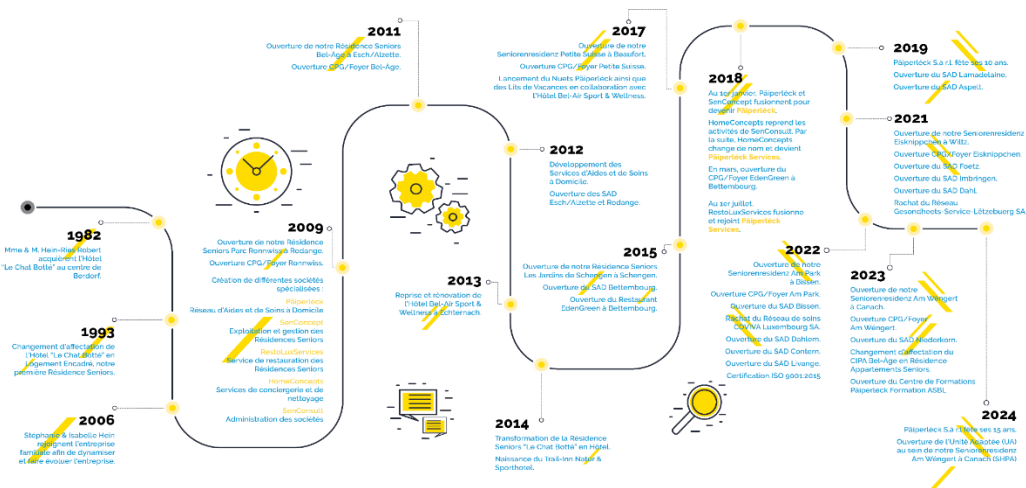 1982
Mme & M. Hein-Ries Robert
acquièrent l'Hôtel
"Le Chat Botté" au centre de
Berdorf.
1993
Changement d'affectation de
l'Hôtel "Le Chat Botté" en
Logement Encadré, notre
première Résidence Seniors.
2006
Stéphanie & Isabelle Hein
rejoignent l'entreprise
familiale afin de dynamiser
et faire évoluer l'entreprise.
2009
Ouverture de notre Résidence
Seniors Parc Ronnwiss à Rodange.
Ouverture CPG/Foyer Ronnwiss.
Création de différentes sociétés
spécialisées :
Päiperléck
Réseau d'Aides et de Soins à Domicile
SenConcept
Exploitation et gestion des
Résidences Seniors
RestoLuxServices
Service de restauration des
Résidences Seniors
HomeConcepts
Services de conciergerie et de
nettoyage
SenConsult
Administration des sociétés
2011
Ouverture de notre Résidence Seniors
Bel-Âge à Esch/Alzette.
Ouverture CPG/Foyer Bel-Âge.
2012
Développement des
Services d'Aides et de Soins
à Domicile.
Ouverture des SAD
Esch/Alzette et Rodange.
2013
Reprise et rénovation de
l'Hôtel Bel-Air Sport &
Wellness à Echternach.
2014
Transformation de la Résidence
Seniors "Le Chat Botté" en Hôtel.
Naissance du Trail-Inn Natur &
Sporthotel.
2015
Ouverture de notre Résidence Seniors
Les Jardins de Schengen à Schengen.
Ouverture du SAD Bettembourg.
Ouverture du Restaurant
EdenGreen à Bettembourg.
2017
Ouverture de notre
Seniorenresidenz Petite Suisse à Beaufort.
Ouverture CPG/Foyer Petite Suisse.
Lancement du Nuets Päiperléck ainsi que
des Lits de Vacances en collaboration avec
l'Hôtel Bel-Air Sport & Wellness.
2018
Au 1er janvier, Päiperléck et
SenConcept fusionnent pour
devenir Päiperléck.
HomeConcepts reprend les
activités de SenConsult. Par
la suite, HomeConcepts
change de nom et devient
Päiperléck Services.
En mars, ouverture du
CPG/Foyer EdenGreen à
Bettembourg.
Au 1er juillet,
RestoLuxServices fusionne
et rejoint Päiperléck
Services.
2019
Päiperléck S.à r.l. fête ses 10 ans.
Ouverture du SAD Lamadelaine.
Ouverture du SAD Aspelt.
2021
Ouverture de notre Seniorenresidenz
Eisknippchen à Wiltz.
Ouverture CPG/Foyer Eisknippchen.
Ouverture du SAD Foetz.
Ouverture du SAD Imbringen.
Ouverture du SAD Dahl.
Rachat du Réseau
Gesondheets-Service-Lëtzebuerg SA.
2022
Ouverture de notre
Seniorenresidenz Am Park
à Bissen.
Ouverture CPG/Foyer Am Park.
Ouverture du SAD Bissen.
Rachat du Réseau de soins
COVIVA Luxembourg SA.
Ouverture du SAD Dahlem.
Ouverture du SAD Contern.
Ouverture du SAD Livange.
Certification ISO 9001:2015
2023
Ouverture de notre
Seniorenresidenz Am Wéngert
à Canach.
Ouverture CPG/Foyer
Am Wéngert.
Ouverture du SAD Niederkorn.
Changement d'affectation du
CIPA Bel-Âge en Résidence
Appartements Seniors.
Ouverture du Centre de Formations
Päiperléck Formation ASBL
2024
Päiperléck S.à r.l. fête ses 15 ans.
Ouverture de l'Unité Adaptée (UA)
au sein de notre Seniorenresidenz
Am Wéngert à Canach (SHPA)